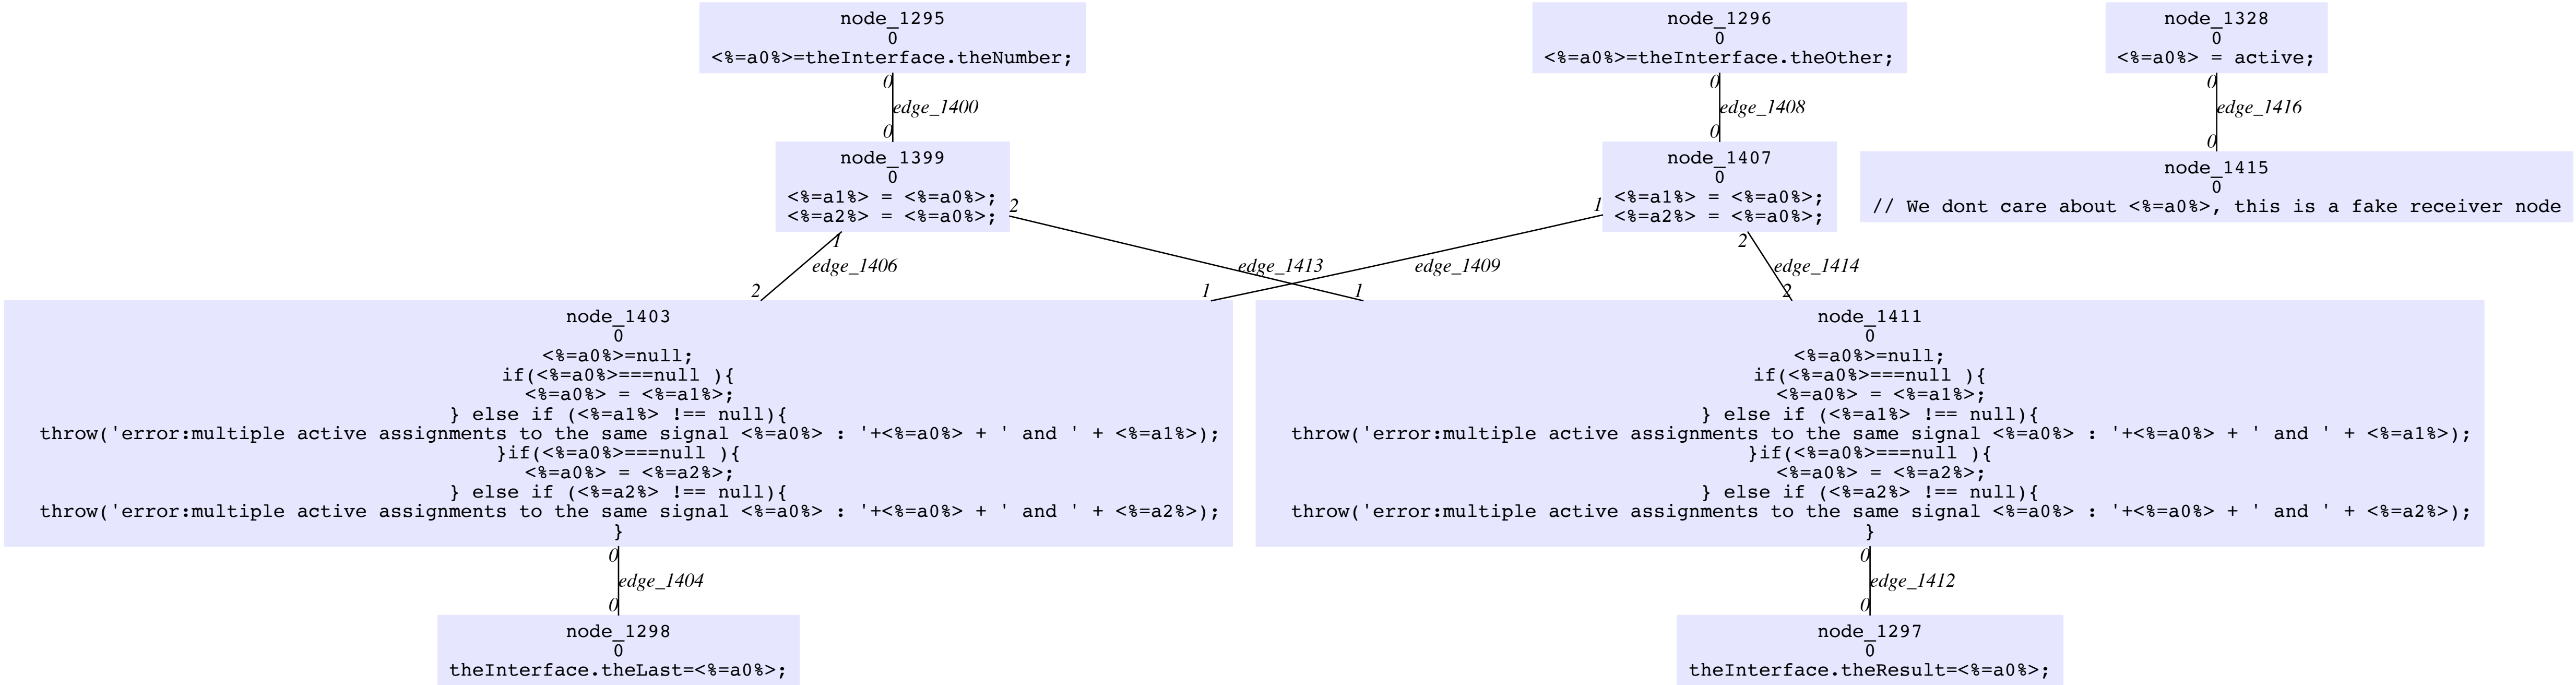 node_1295
0
<%=a0%>=theInterface.theNumber;
node_1296
0
<%=a0%>=theInterface.theOther;
node_1328
0
<%=a0%> = active;
0
edge_1400
0
0
edge_1408
0
0
edge_1416
0
node_1399
0
<%=a1%> = <%=a0%>;
<%=a2%> = <%=a0%>;
node_1407
0
<%=a1%> = <%=a0%>;
<%=a2%> = <%=a0%>;
node_1415
0
// We dont care about <%=a0%>, this is a fake receiver node
1
edge_1406
2
2
edge_1413
1
1
edge_1409
1
2
edge_1414
2
node_1403
0
<%=a0%>=null;
if(<%=a0%>===null ){
<%=a0%> = <%=a1%>;
} else if (<%=a1%> !== null){
throw('error:multiple active assignments to the same signal <%=a0%> : '+<%=a0%> + ' and ' + <%=a1%>);
}if(<%=a0%>===null ){
<%=a0%> = <%=a2%>;
} else if (<%=a2%> !== null){
throw('error:multiple active assignments to the same signal <%=a0%> : '+<%=a0%> + ' and ' + <%=a2%>);
}
node_1411
0
<%=a0%>=null;
if(<%=a0%>===null ){
<%=a0%> = <%=a1%>;
} else if (<%=a1%> !== null){
throw('error:multiple active assignments to the same signal <%=a0%> : '+<%=a0%> + ' and ' + <%=a1%>);
}if(<%=a0%>===null ){
<%=a0%> = <%=a2%>;
} else if (<%=a2%> !== null){
throw('error:multiple active assignments to the same signal <%=a0%> : '+<%=a0%> + ' and ' + <%=a2%>);
}
0
edge_1404
0
0
edge_1412
0
node_1298
0
theInterface.theLast=<%=a0%>;
node_1297
0
theInterface.theResult=<%=a0%>;